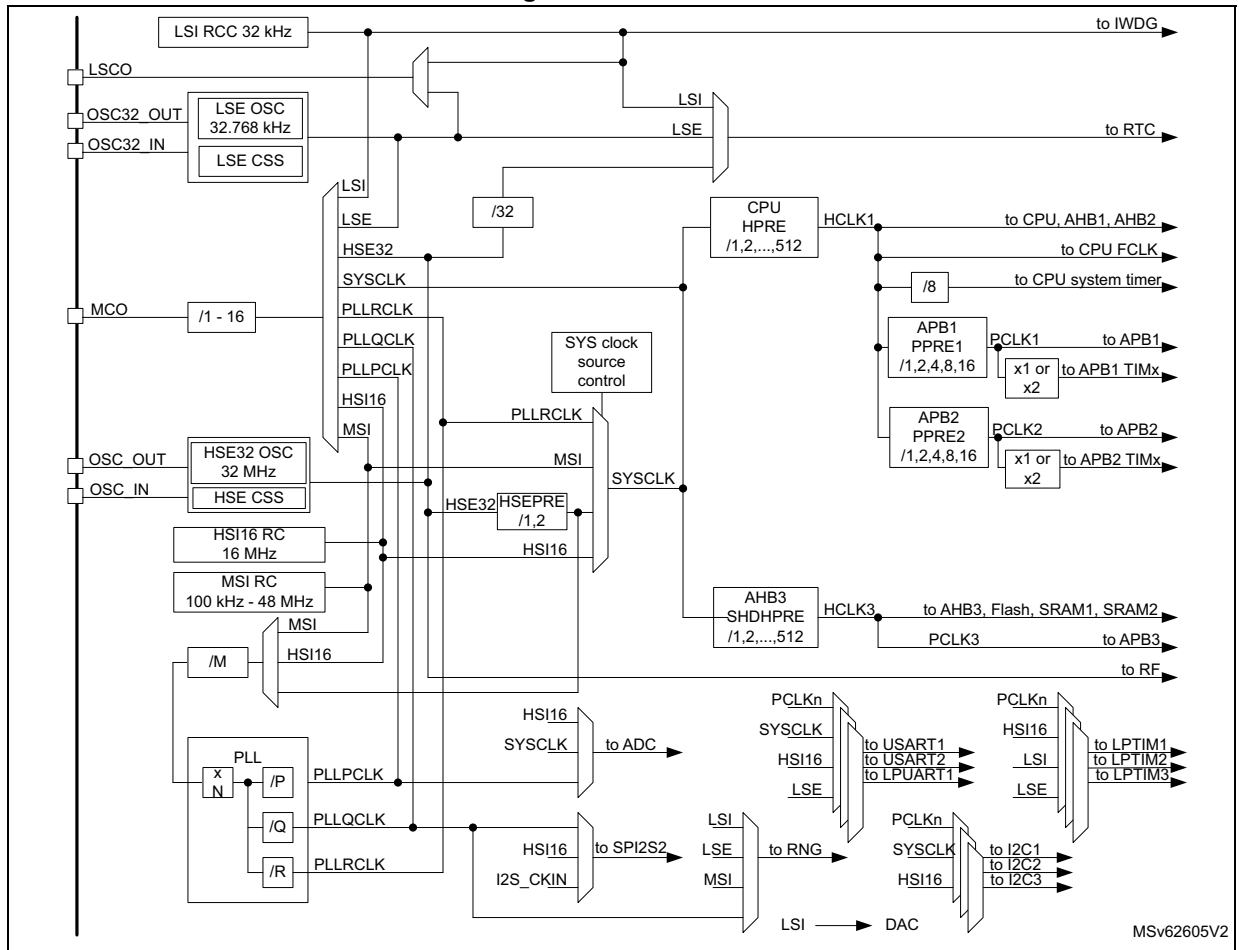 LSI RCC 32 kHz
to IWDG
LSCO
OSC32_OUT
OSC32_IN
LSE OSC
32.768 kHz
LSE CSS
LSI
LSE
to RTC
LSI
LSE
HSE32
SYSCLK
PLLRCLK
PLLQCLK
PLLPCLK
HSI16
MSI
/32
MCO
/1 - 16
CPU
HPRE
/1,2,...,512
HCLK1
to CPU, AHB1, AHB2
to CPU FCLK
/8
to CPU system timer
APB1
PPRE1
/1,2,4,8,16
PCLK1
to APB1
x1 or
x2
to APB1 TIMx
APB2
PPRE2
/1,2,4,8,16
PCLK2
to APB2
x1 or
x2
to APB2 TIMx
SYS clock
source
control
PLLRCLK
MSI
HSE32
HSEPRE
/1,2
HSI16
SYSCLK
OSC_OUT
OSC_IN
HSE32 OSC
32 MHz
HSE CSS
HSI16 RC
16 MHz
MSI RC
100 kHz - 48 MHz
AHB3
SHDHPRE
/1,2,...,512
HCLK3
to AHB3, Flash, SRAM1, SRAM2
PCLK3
to APB3
to RF
MSI
HSI16
/M
PLL
x
N
/P
/Q
/R
PLLPCLK
PLLQCLK
PLLRCLK
HSI16
SYSCLK
to ADC
HSI16
I2S_CKIN
to SPI2S2
LSI
LSE
MSI
to RNG
PCLKn
SYSCLK
HSI16
LSE
to USART1
to USART2
to LPUART1
PCLKn
HSI16
LSI
LSE
to LPTIM1
to LPTIM2
to LPTIM3
PCLKn
SYSCLK
HSI16
to I2C1
to I2C2
to I2C3
LSI
DAC
MSv62605V2